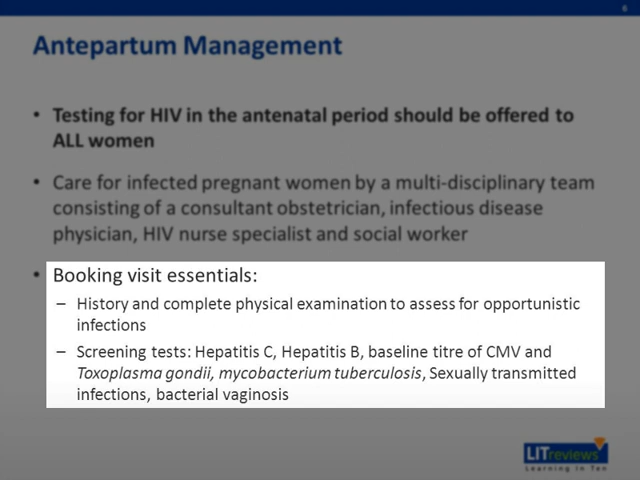 6
Antepartum Management
• Testing for HIV in the antenatal period should be offered to
ALL women
• Care for infected pregnant women by a multi-disciplinary team
consisting of a consultant obstetrician, infectious disease
physician, HIV nurse specialist and social worker
• Booking visit essentials:
– History and complete physical examination to assess for opportunistic
infections
– Screening tests: Hepatitis C, Hepatitis B, baseline titre of CMV and
Toxoplasma gondii, mycobacterium tuberculosis, Sexually transmitted
infections, bacterial vaginosis
LITreviews
Learning in Ten